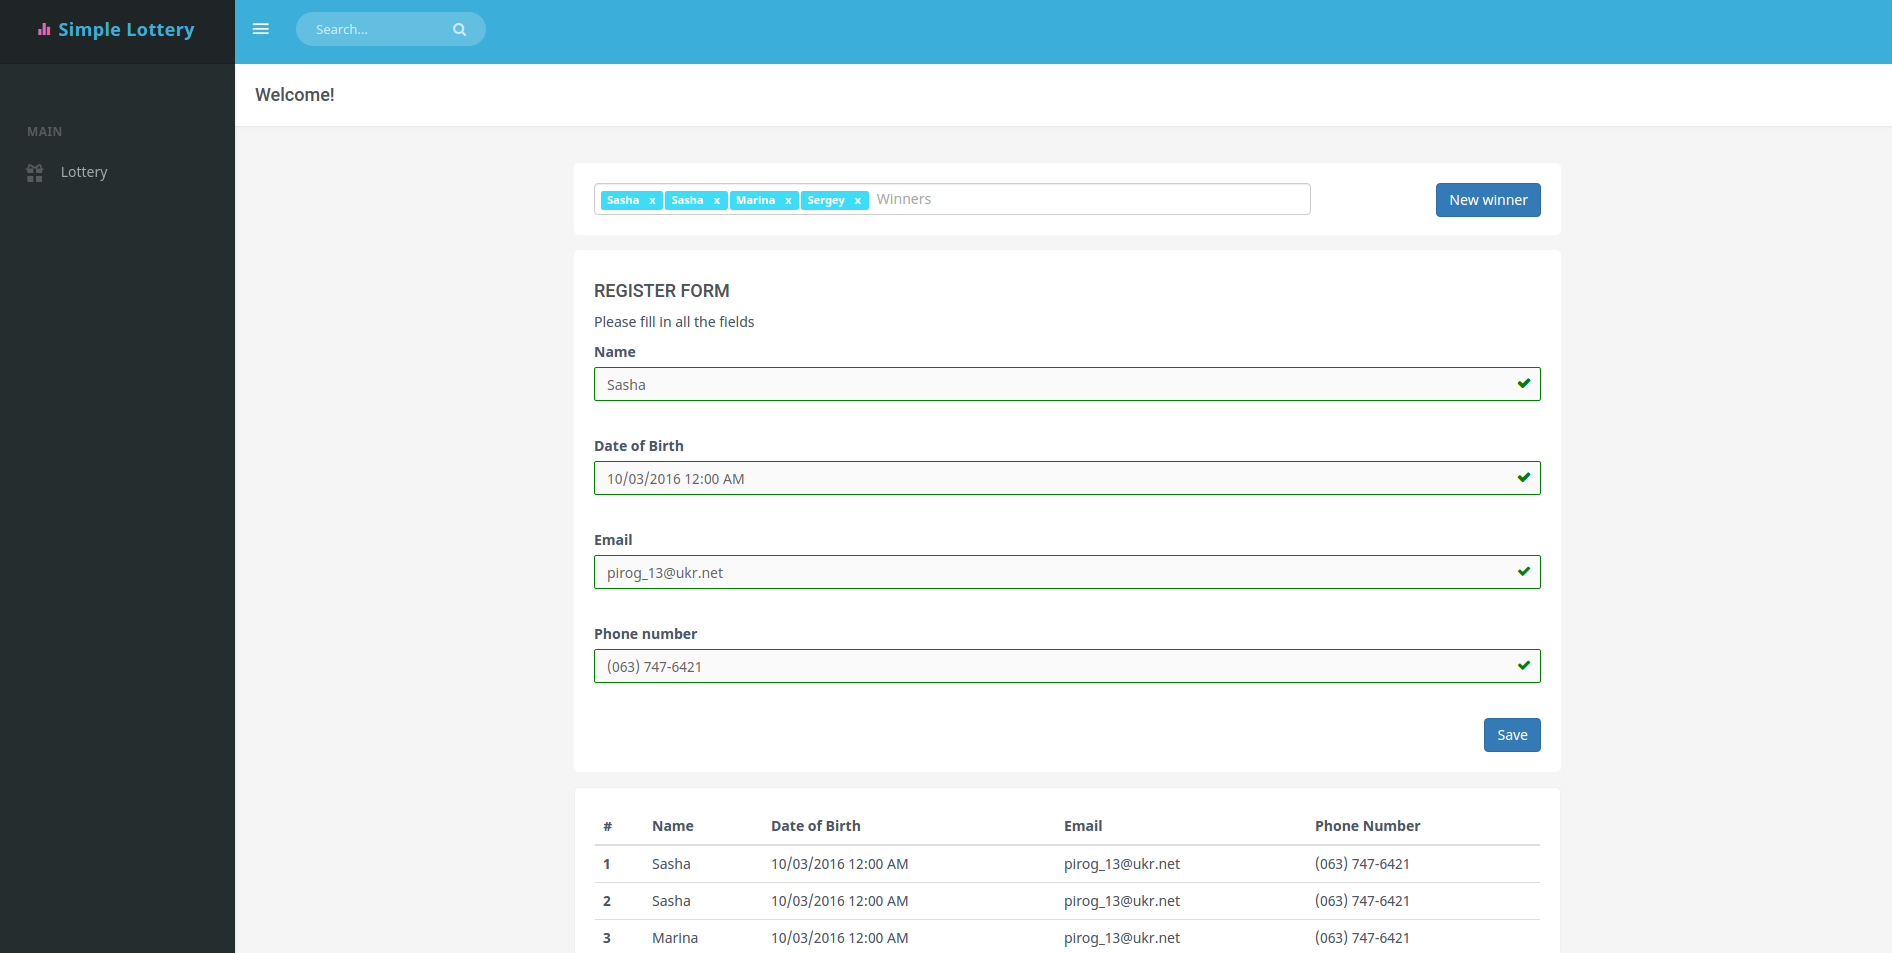 Simple Lottery
Search...
Welcome!
MAIN
Lottery
Sasha x Sasha x Marina x Sergey x Winners
New winner
REGISTER FORM
Please fill in all the fields
Name
Sasha
Date of Birth
10/03/2016 12:00 AM
Email
pirog_13@ukr.net
Phone number
(063) 747-6421
Save
# Name Date of Birth Email Phone Number
1 Sasha 10/03/2016 12:00 AM pirog_13@ukr.net (063) 747-6421
2 Sasha 10/03/2016 12:00 AM pirog_13@ukr.net (063) 747-6421
3 Marina 10/03/2016 12:00 AM pirog_13@ukr.net (063) 747-6421